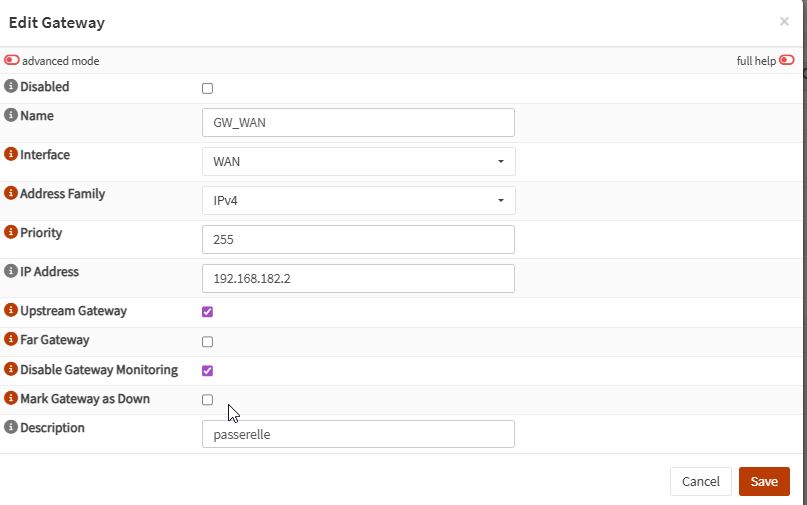 Edit Gateway ×
advanced mode full help
Disabled
Name GW_WAN
Interface WAN
Address Family IPv4
Priority 255
IP Address 192.168.182.2
Upstream Gateway
Far Gateway
Disable Gateway Monitoring
Mark Gateway as Down
Description passerelle
Cancel Save